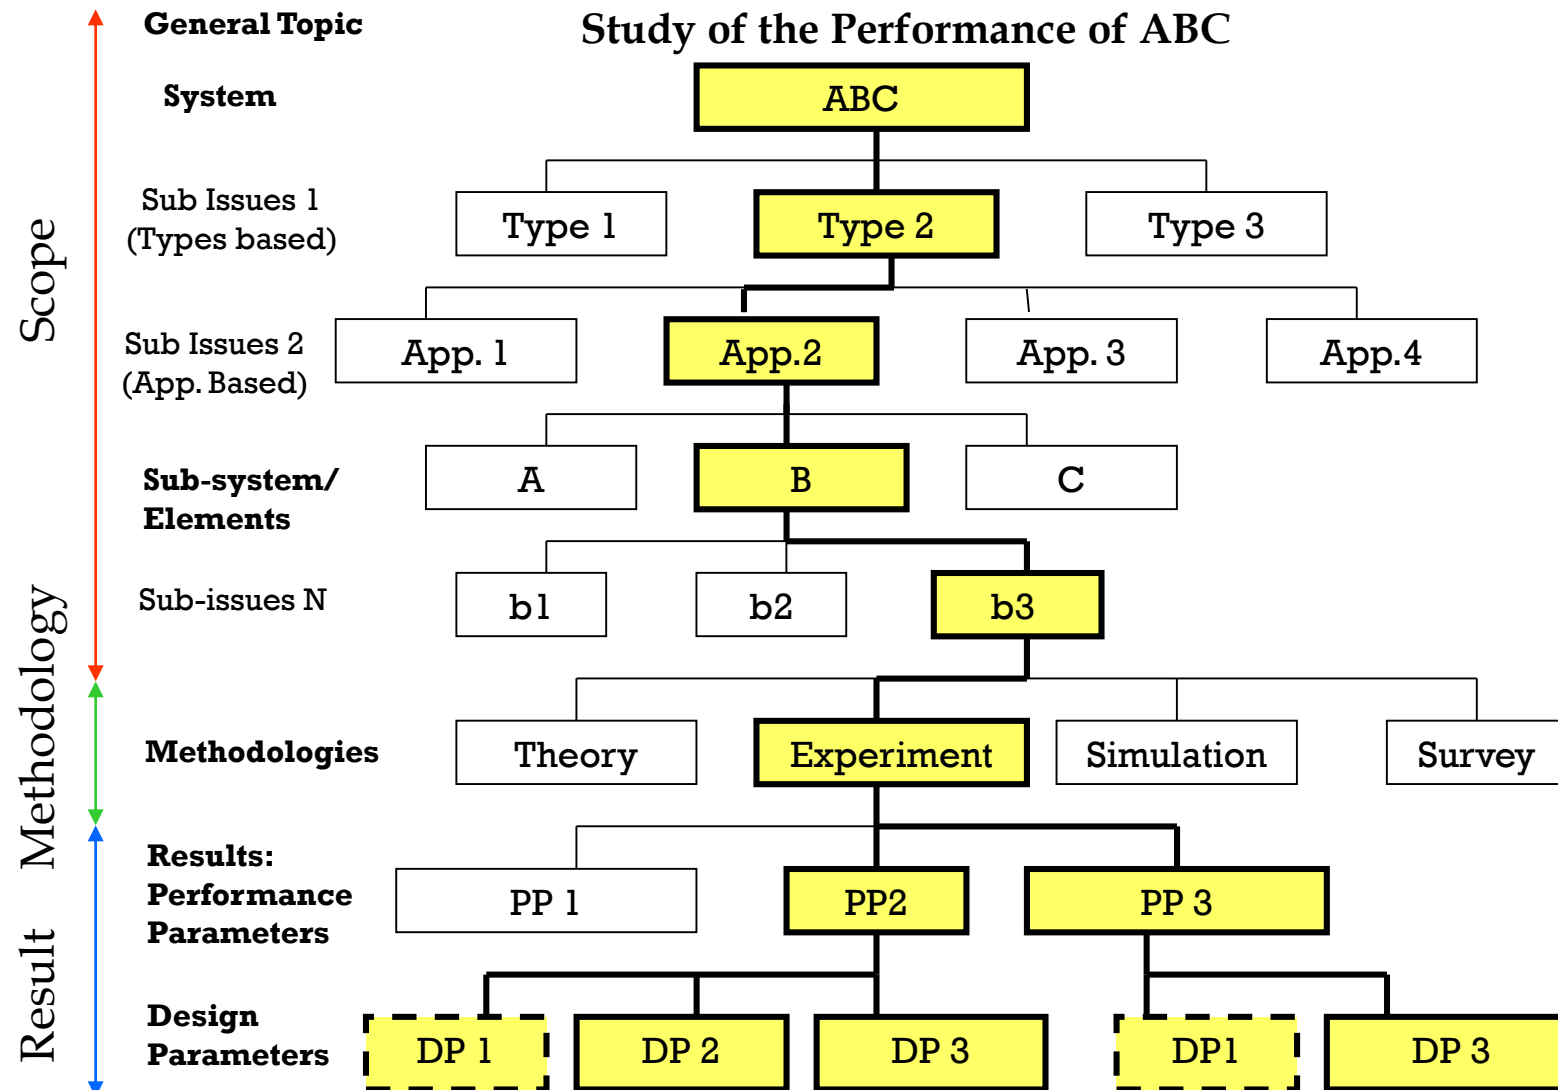 General Topic
Study of the Performance of ABC
System
ABC
Sub Issues 1
(Types based)
Type 1
Type 2
Type 3
Scope
Sub Issues 2
(App. Based)
App. 1
App.2
App. 3
App.4
Sub-system/
Elements
A
B
C
Sub-issues N
b1
b2
b3
Methodology
Methodologies
Theory
Experiment
Simulation
Survey
Results:
Performance
Parameters
PP 1
PP2
PP 3
Result
Design
Parameters
DP 1
DP 2
DP 3
DP1
DP 3